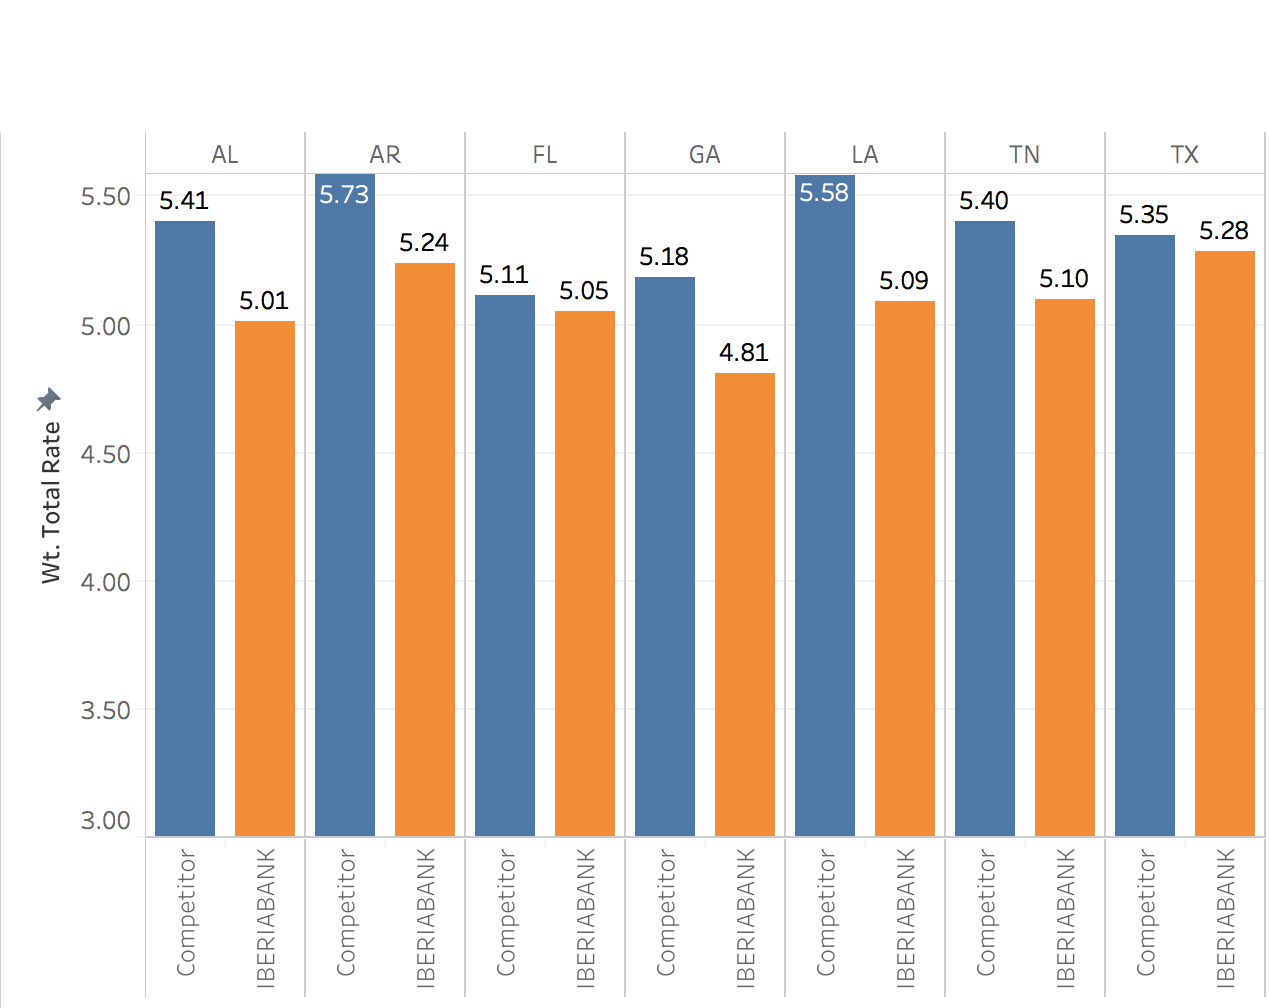 AL AR FL GA LA TN TX
5.50
5.00
4.50
4.00
3.50
3.00
Wt. Total Rate
5.41 5.01 5.73 5.24 5.11 5.05 5.18 4.81 5.58 5.09 5.40 5.10 5.35 5.28
Competitor IBERIABANK Competitor IBERIABANK Competitor IBERIABANK Competitor IBERIABANK Competitor IBERIABANK Competitor IBERIABANK Competitor IBERIABANK